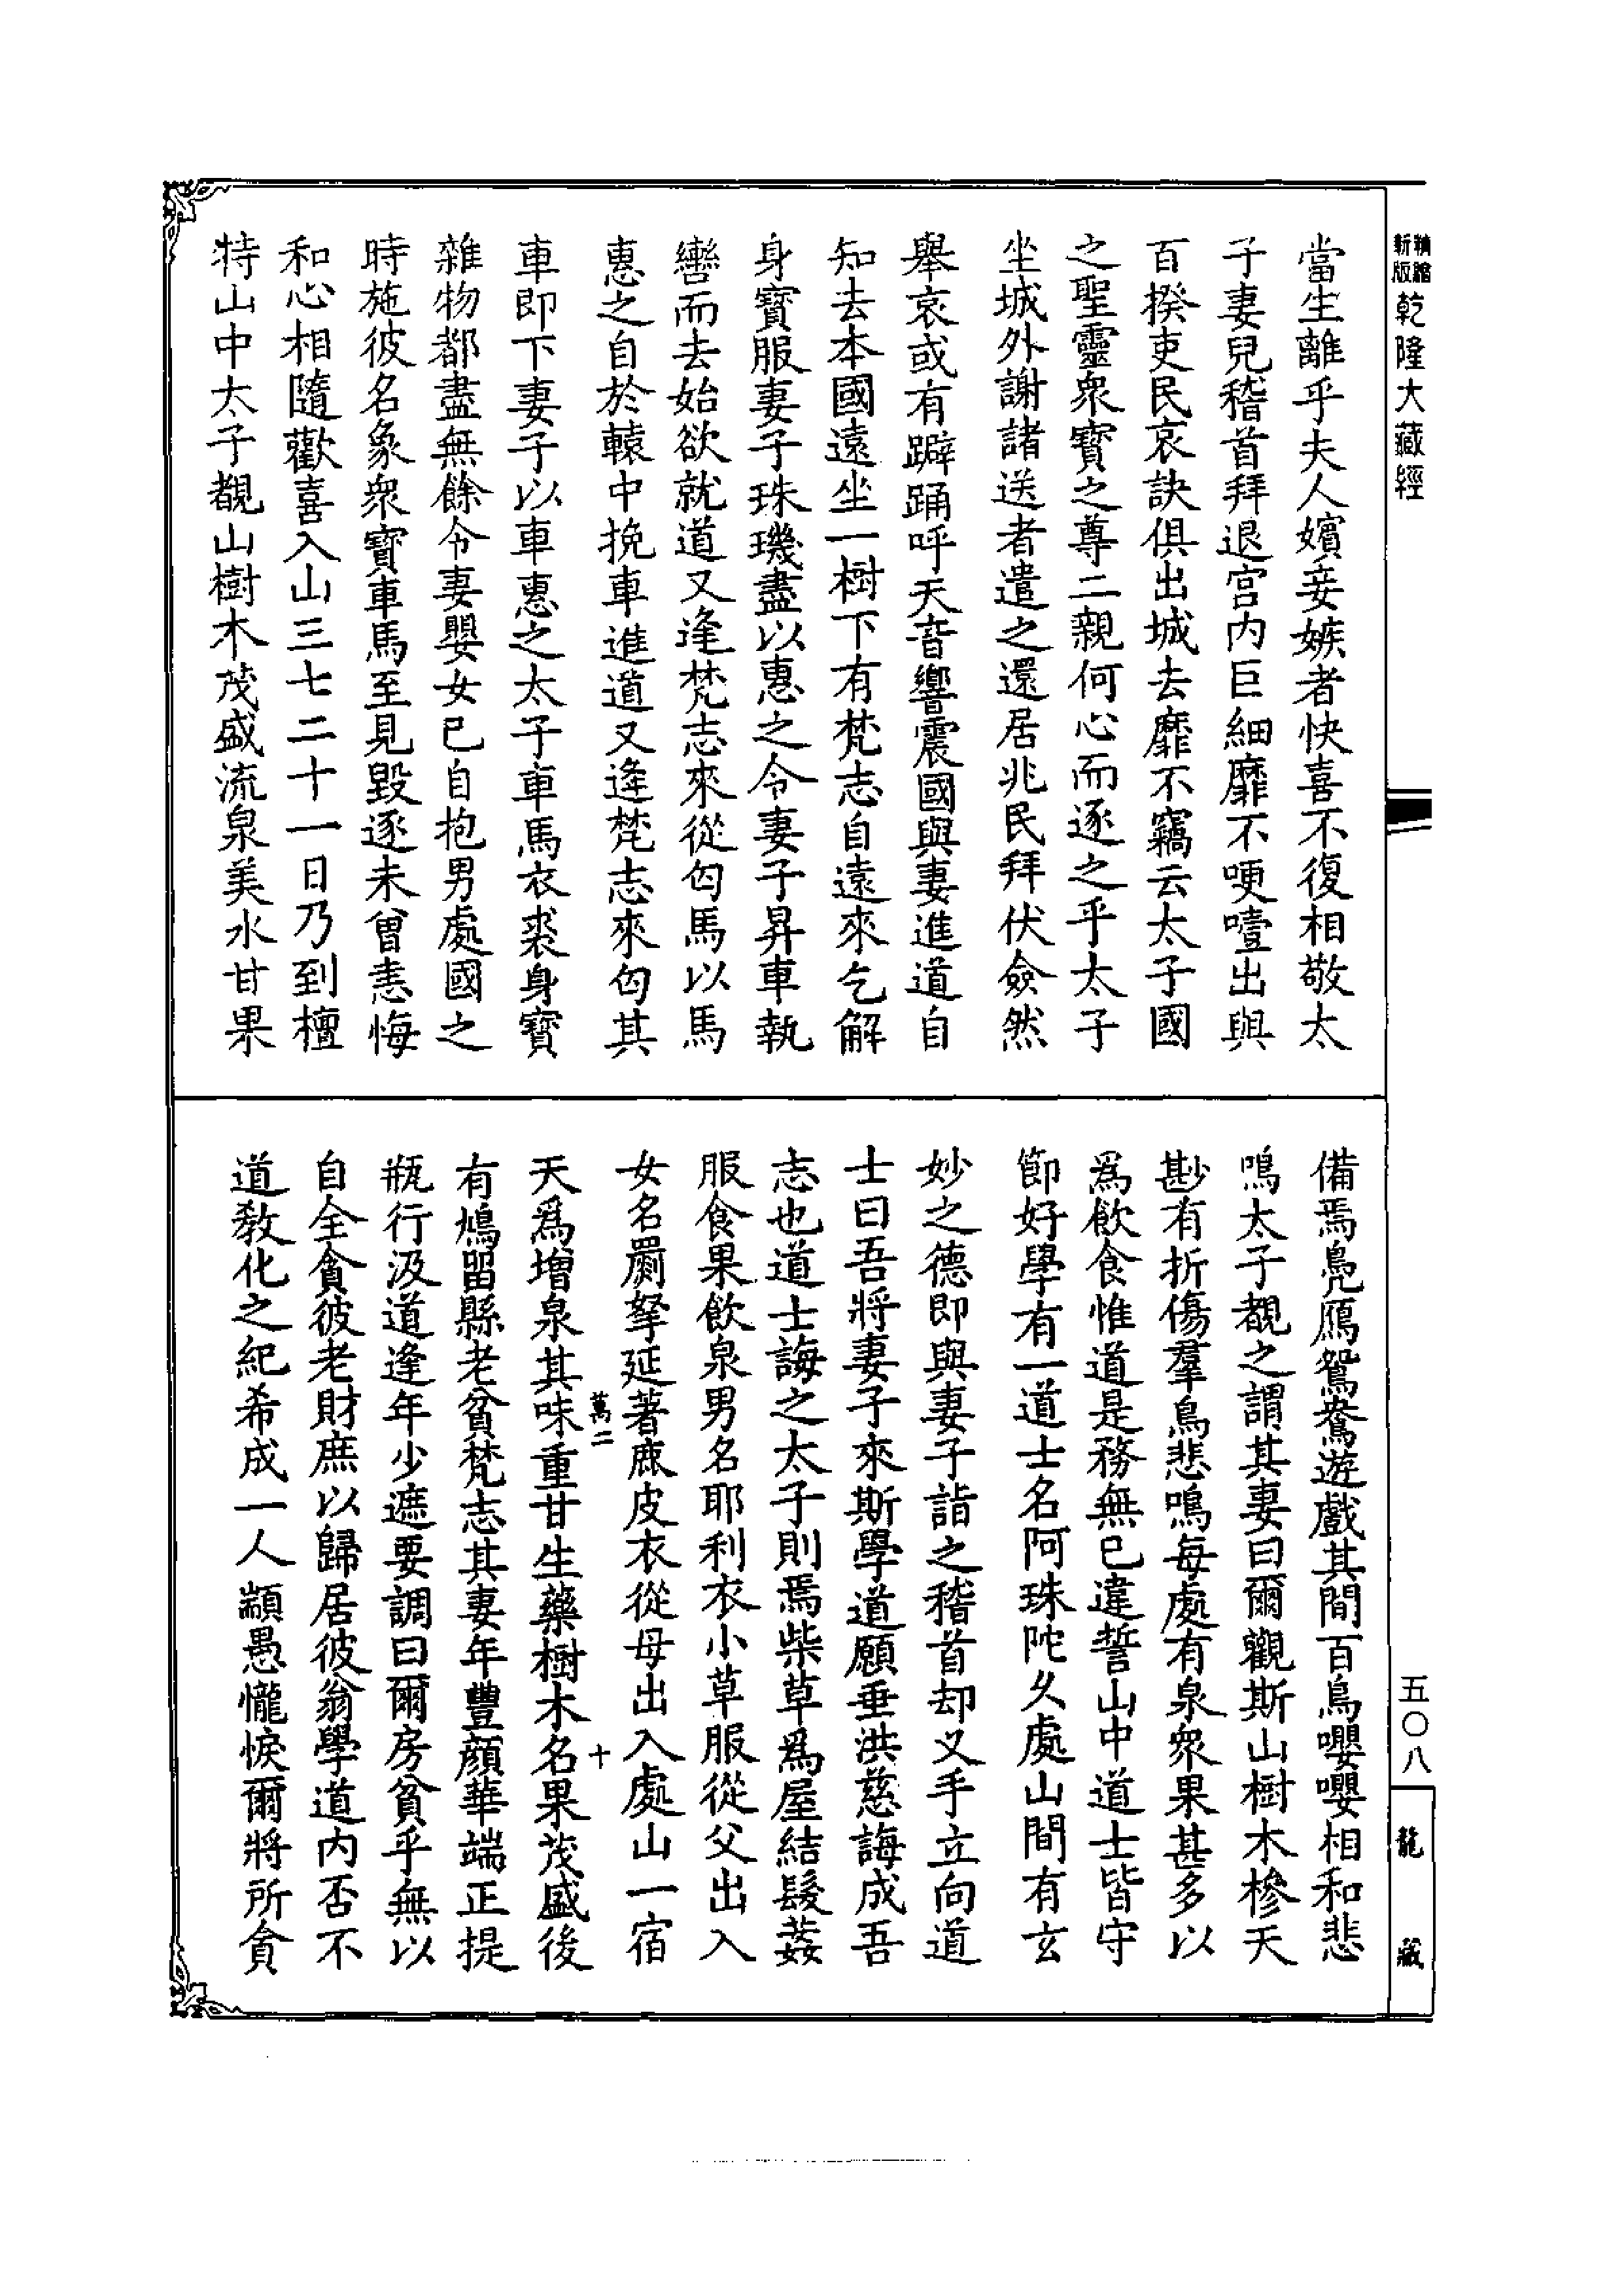 新版精縮乾隆大藏經
當生離乎夫人嬪妾嫉者快喜不復相敬太
子妻兒稽首拜退宮内巨細靡不哽噎出與
百揆吏民哀訣俱出城去靡不竊云太子國
之聖靈衆寶之尊二親何心而逐之乎太子
坐城外謝諸送者遣之還居兆民拜伏僉然
舉哀或有躃踊呼天音響震國與妻進道自
知去本國遠坐一樹下有梵志自遠來乞解
身寶服妻子珠璣盡以惠之令妻子昇車執
轡而去始欲就道又逢梵志來從匃馬以馬
惠之自於轅中挽車進道又逢梵志來匃其
車即下妻子以車惠之太子車馬衣裘身寶
雜物都盡無餘令妻嬰女己自抱男處國之
時施彼名象衆寶車馬至見毀逐未曾恚悔
和心相隨歡喜入山三七二十一日乃到檀
特山中太子覩山樹木茂盛流泉美水甘果
備焉鳧鴈鴛鴦遊戲其間百鳥嚶嚶相和悲
鳴太子覩之謂其妻曰爾觀斯山樹木槮天
尠有折傷羣鳥悲鳴每處有泉衆果甚多以
爲飲食惟道是務無已違誓山中道士皆守
節好學有一道士名阿珠陀久處山間有玄
妙之德即與妻子詣之稽首却叉手立向道
士曰吾將妻子來斯學道願垂洪慈誨成吾
志也道士誨之太子則焉柴草爲屋結髮葌
服食果飲泉男名耶利衣小草服從父出入
女名罽拏延著鹿皮衣從母出入處山一宿
萬二
十
天爲增泉其味重甘生藥樹木名果茂盛後
有鳩留縣老貧梵志其妻年豐顔華端正提
瓶行汲道逢年少遮要調曰爾房貧乎無以
自全貪彼老財庶以歸居彼翁學道内否不
道教化之紀希成一人顓愚㦬悷爾將所貪
五〇八
龍藏